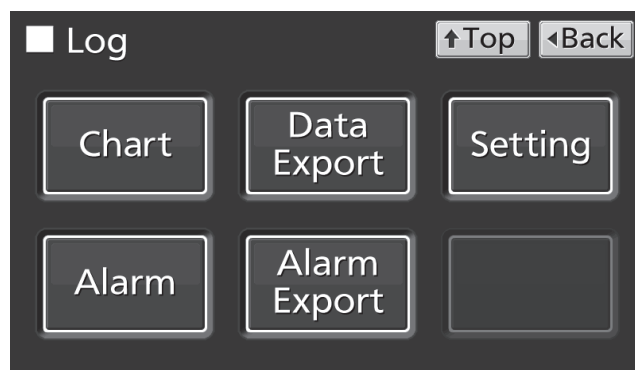 Log
↑Top
◂Back
Chart
Data
Export
Setting
Alarm
Alarm
Export